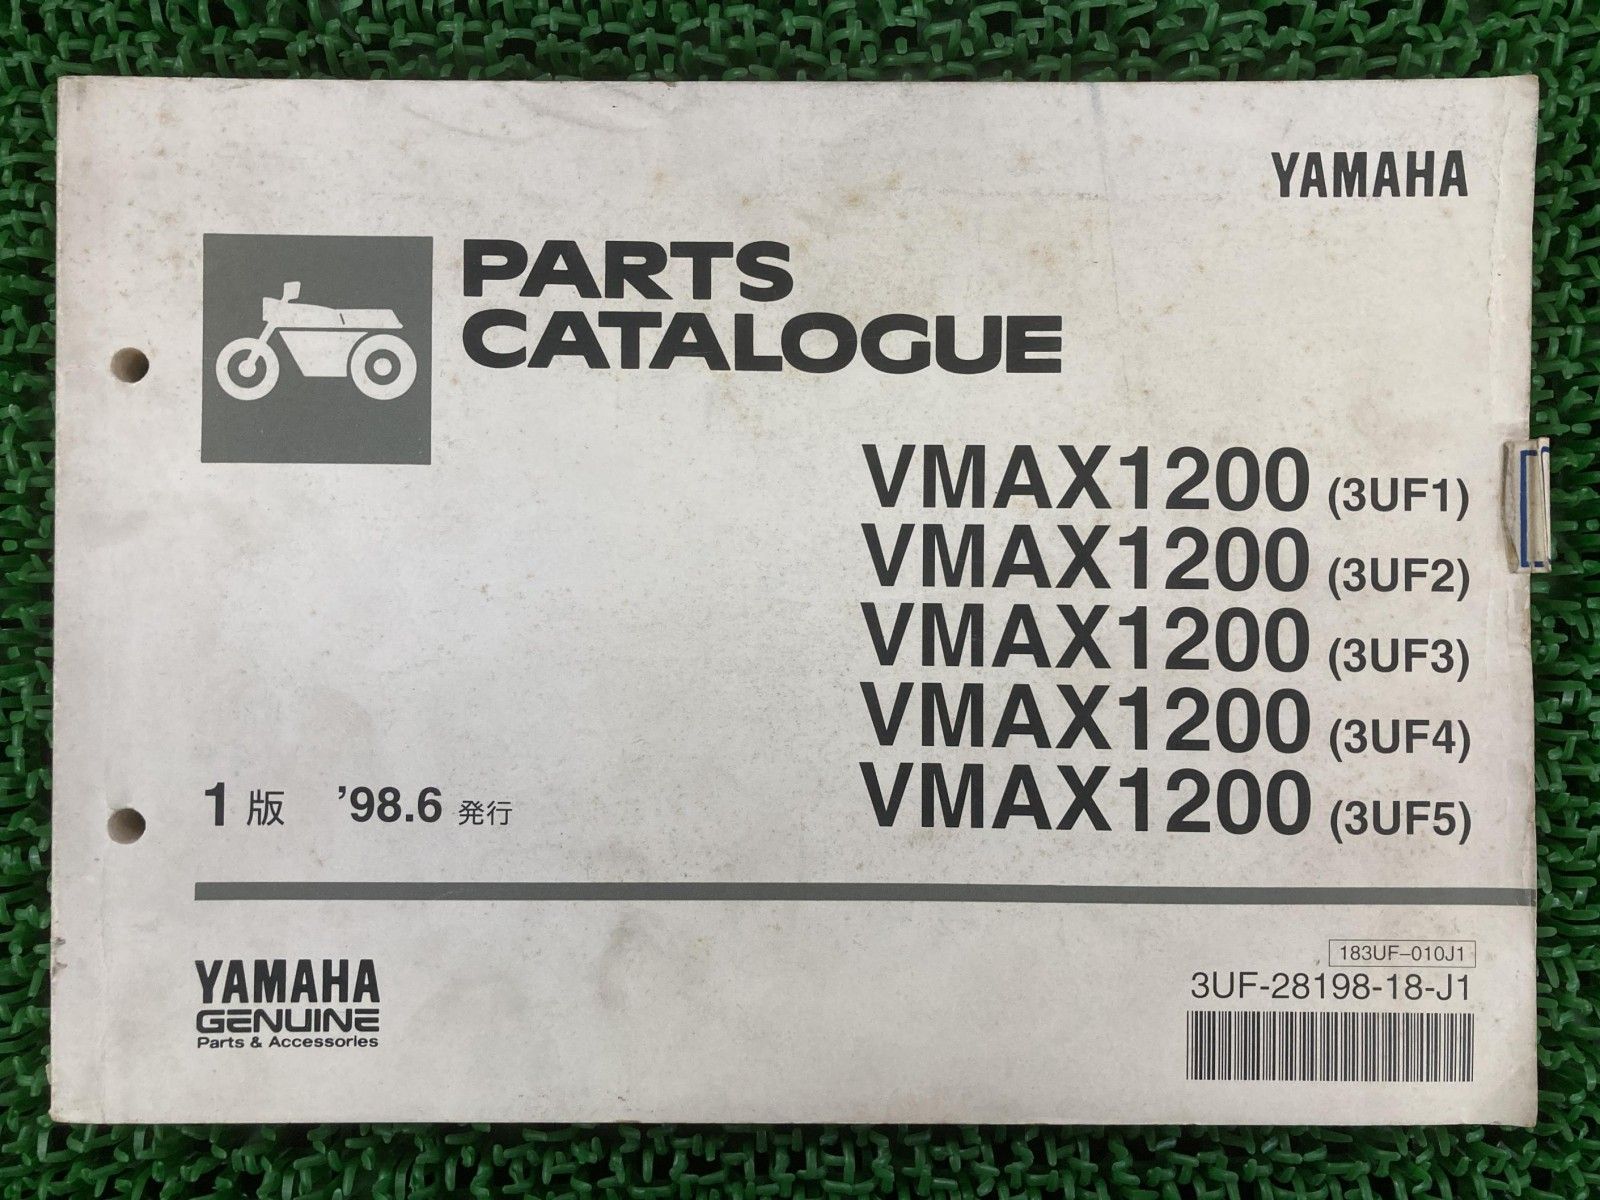 YAMAHA
PARTS
CATALOGUE
VMAX1200 (3UF1)
VMAX1200 (3UF2)
VMAX1200 (3UF3)
VMAX1200 (3UF4)
VMAX1200 (3UF5)
1版 ’98.6 発行
YAMAHA
GENUINE
Parts & Accessories
183UF-010J1
3UF-28198-18-J1